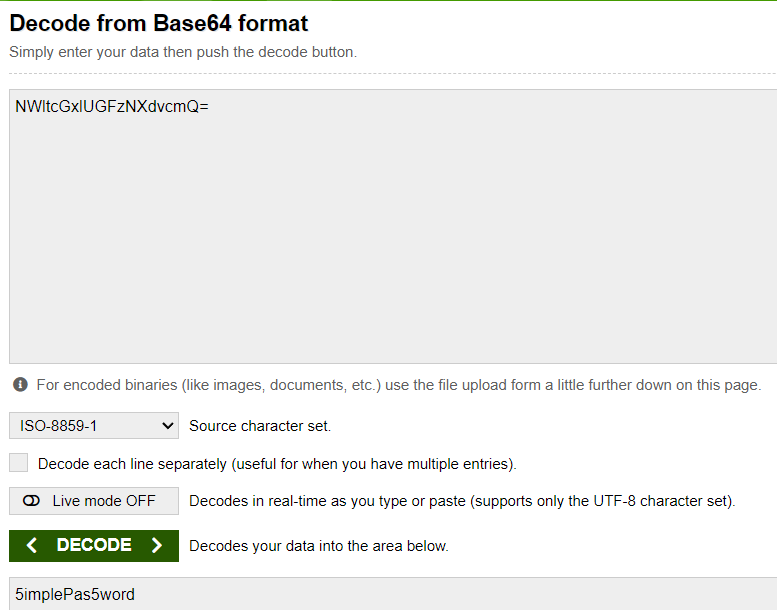 Decode from Base64 format
Simply enter your data then push the decode button.
NWltcGxlUGFzNXdvcmQ=
For encoded binaries (like images, documents, etc.) use the file upload form a little further down on this page.
ISO-8859-1 Source character set.
Decode each line separately (useful for when you have multiple entries).
Live mode OFF Decodes in real-time as you type or paste (supports only the UTF-8 character set).
DECODE Decodes your data into the area below.
5implePas5word